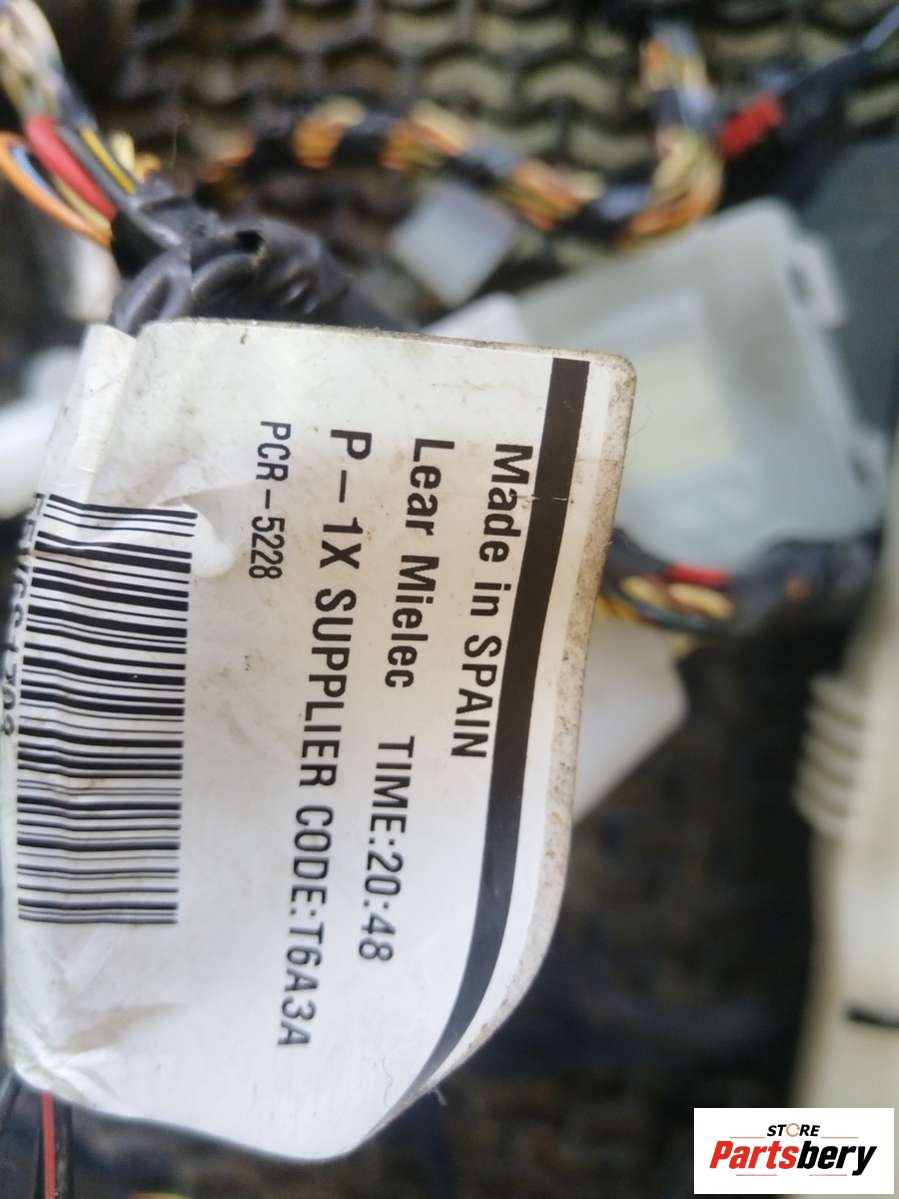 Made in SPAIN
Lear Mielec TIME:20:48
P-1X SUPPLIER CODE:T6A3A
PCR-5228
STORE
Partsbery